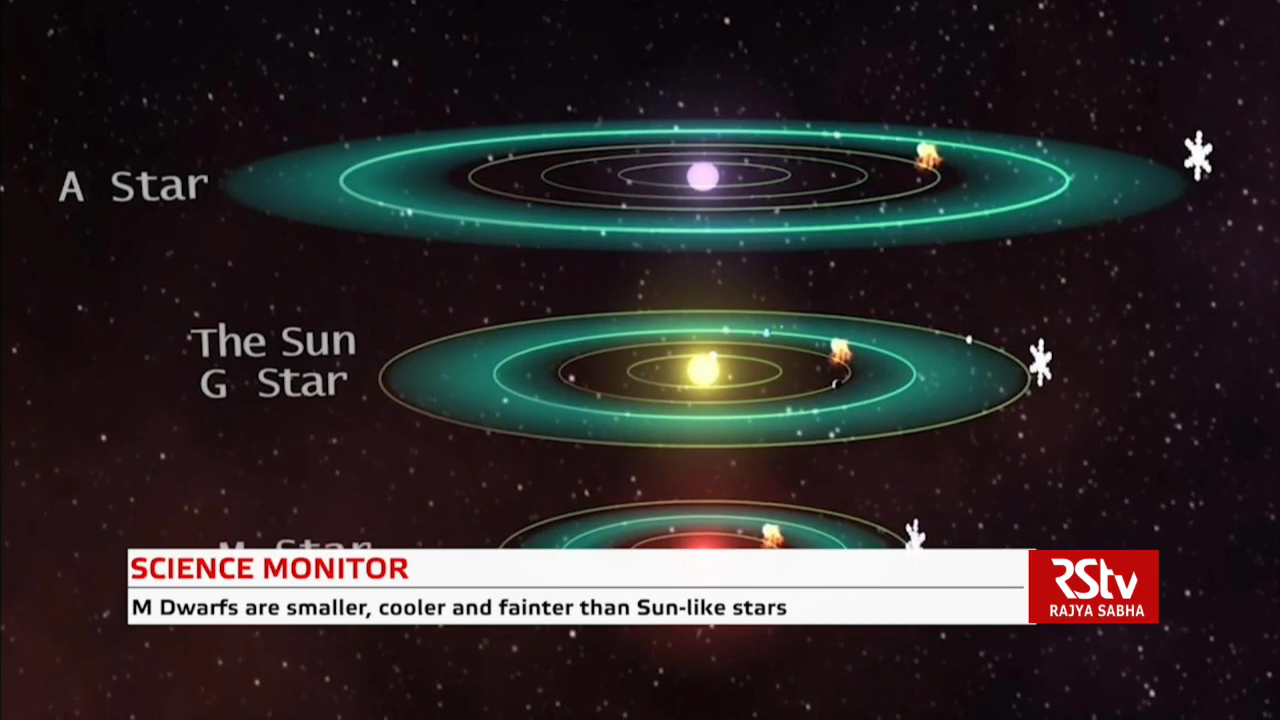 A Star
The Sun
G Star
M Star
SCIENCE MONITOR
M Dwarfs are smaller, cooler and fainter than Sun-like stars
RStv
RAJYA SABHA